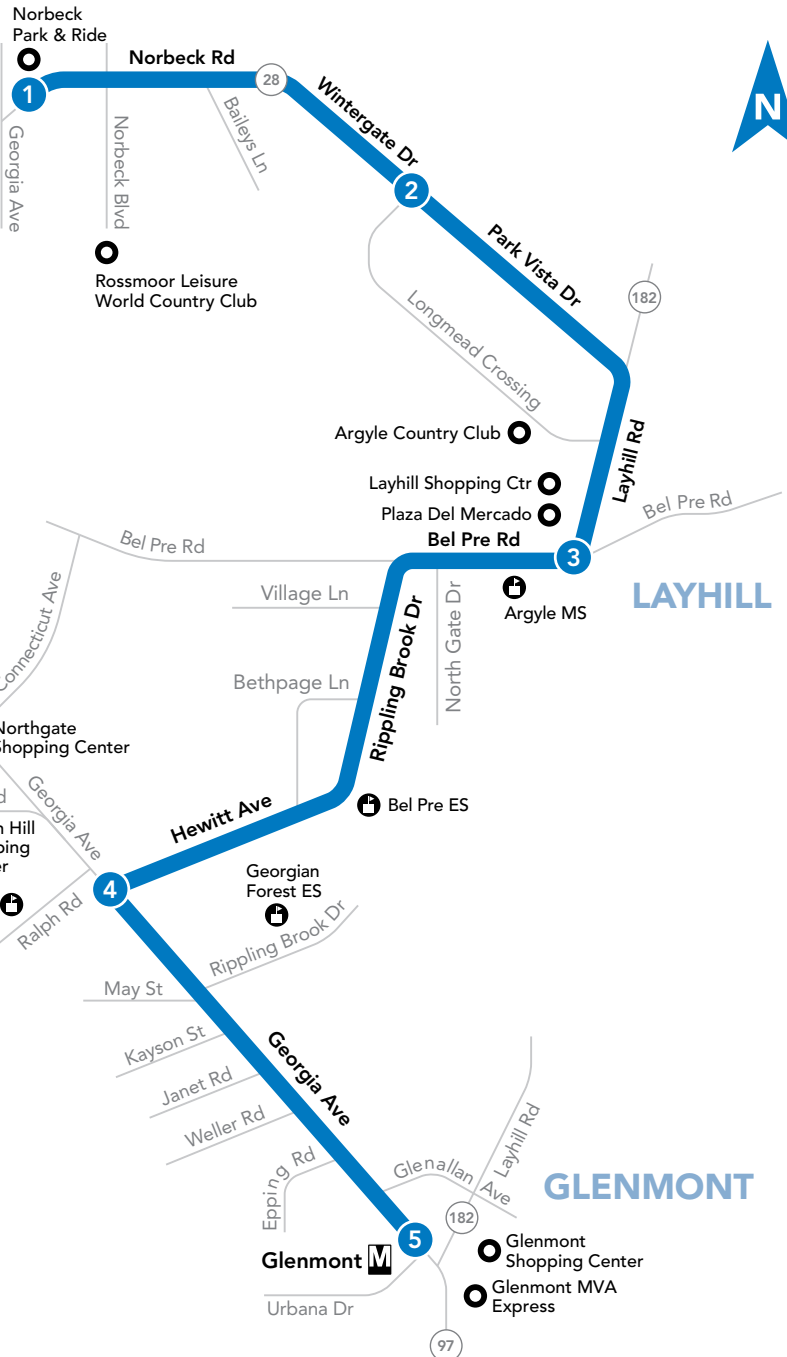 Norbeck
Park & Ride
Norbeck Rd
28
1
Wintergate Dr
N
Georgia Ave
Norbeck Blvd
Baileys Ln
2
Park Vista Dr
Rossmoor Leisure
World Country Club
182
Longmead Crossing
Argyle Country Club
Layhill Rd
Layhill Shopping Ctr
Plaza Del Mercado
Bel Pre Rd
Bel Pre Rd
Bel Pre Rd
3
LAYHILL
Village Ln
Argyle MS
Connecticut Ave
Rippling Brook Dr
North Gate Dr
Bethpage Ln
Northgate
Shopping Center
Georgia Ave
Hewitt Ave
Bel Pre ES
d
n Hill
ping
er
4
Georgian
Forest ES
Ralph Rd
Rippling Brook Dr
May St
Kayson St
Georgia Ave
Janet Rd
Weller Rd
Layhill Rd
Epping Rd
Glenallan Ave
GLENMONT
182
5
Glenmont M
Glenmont
Shopping Center
Glenmont MVA
Express
Urbana Dr
97